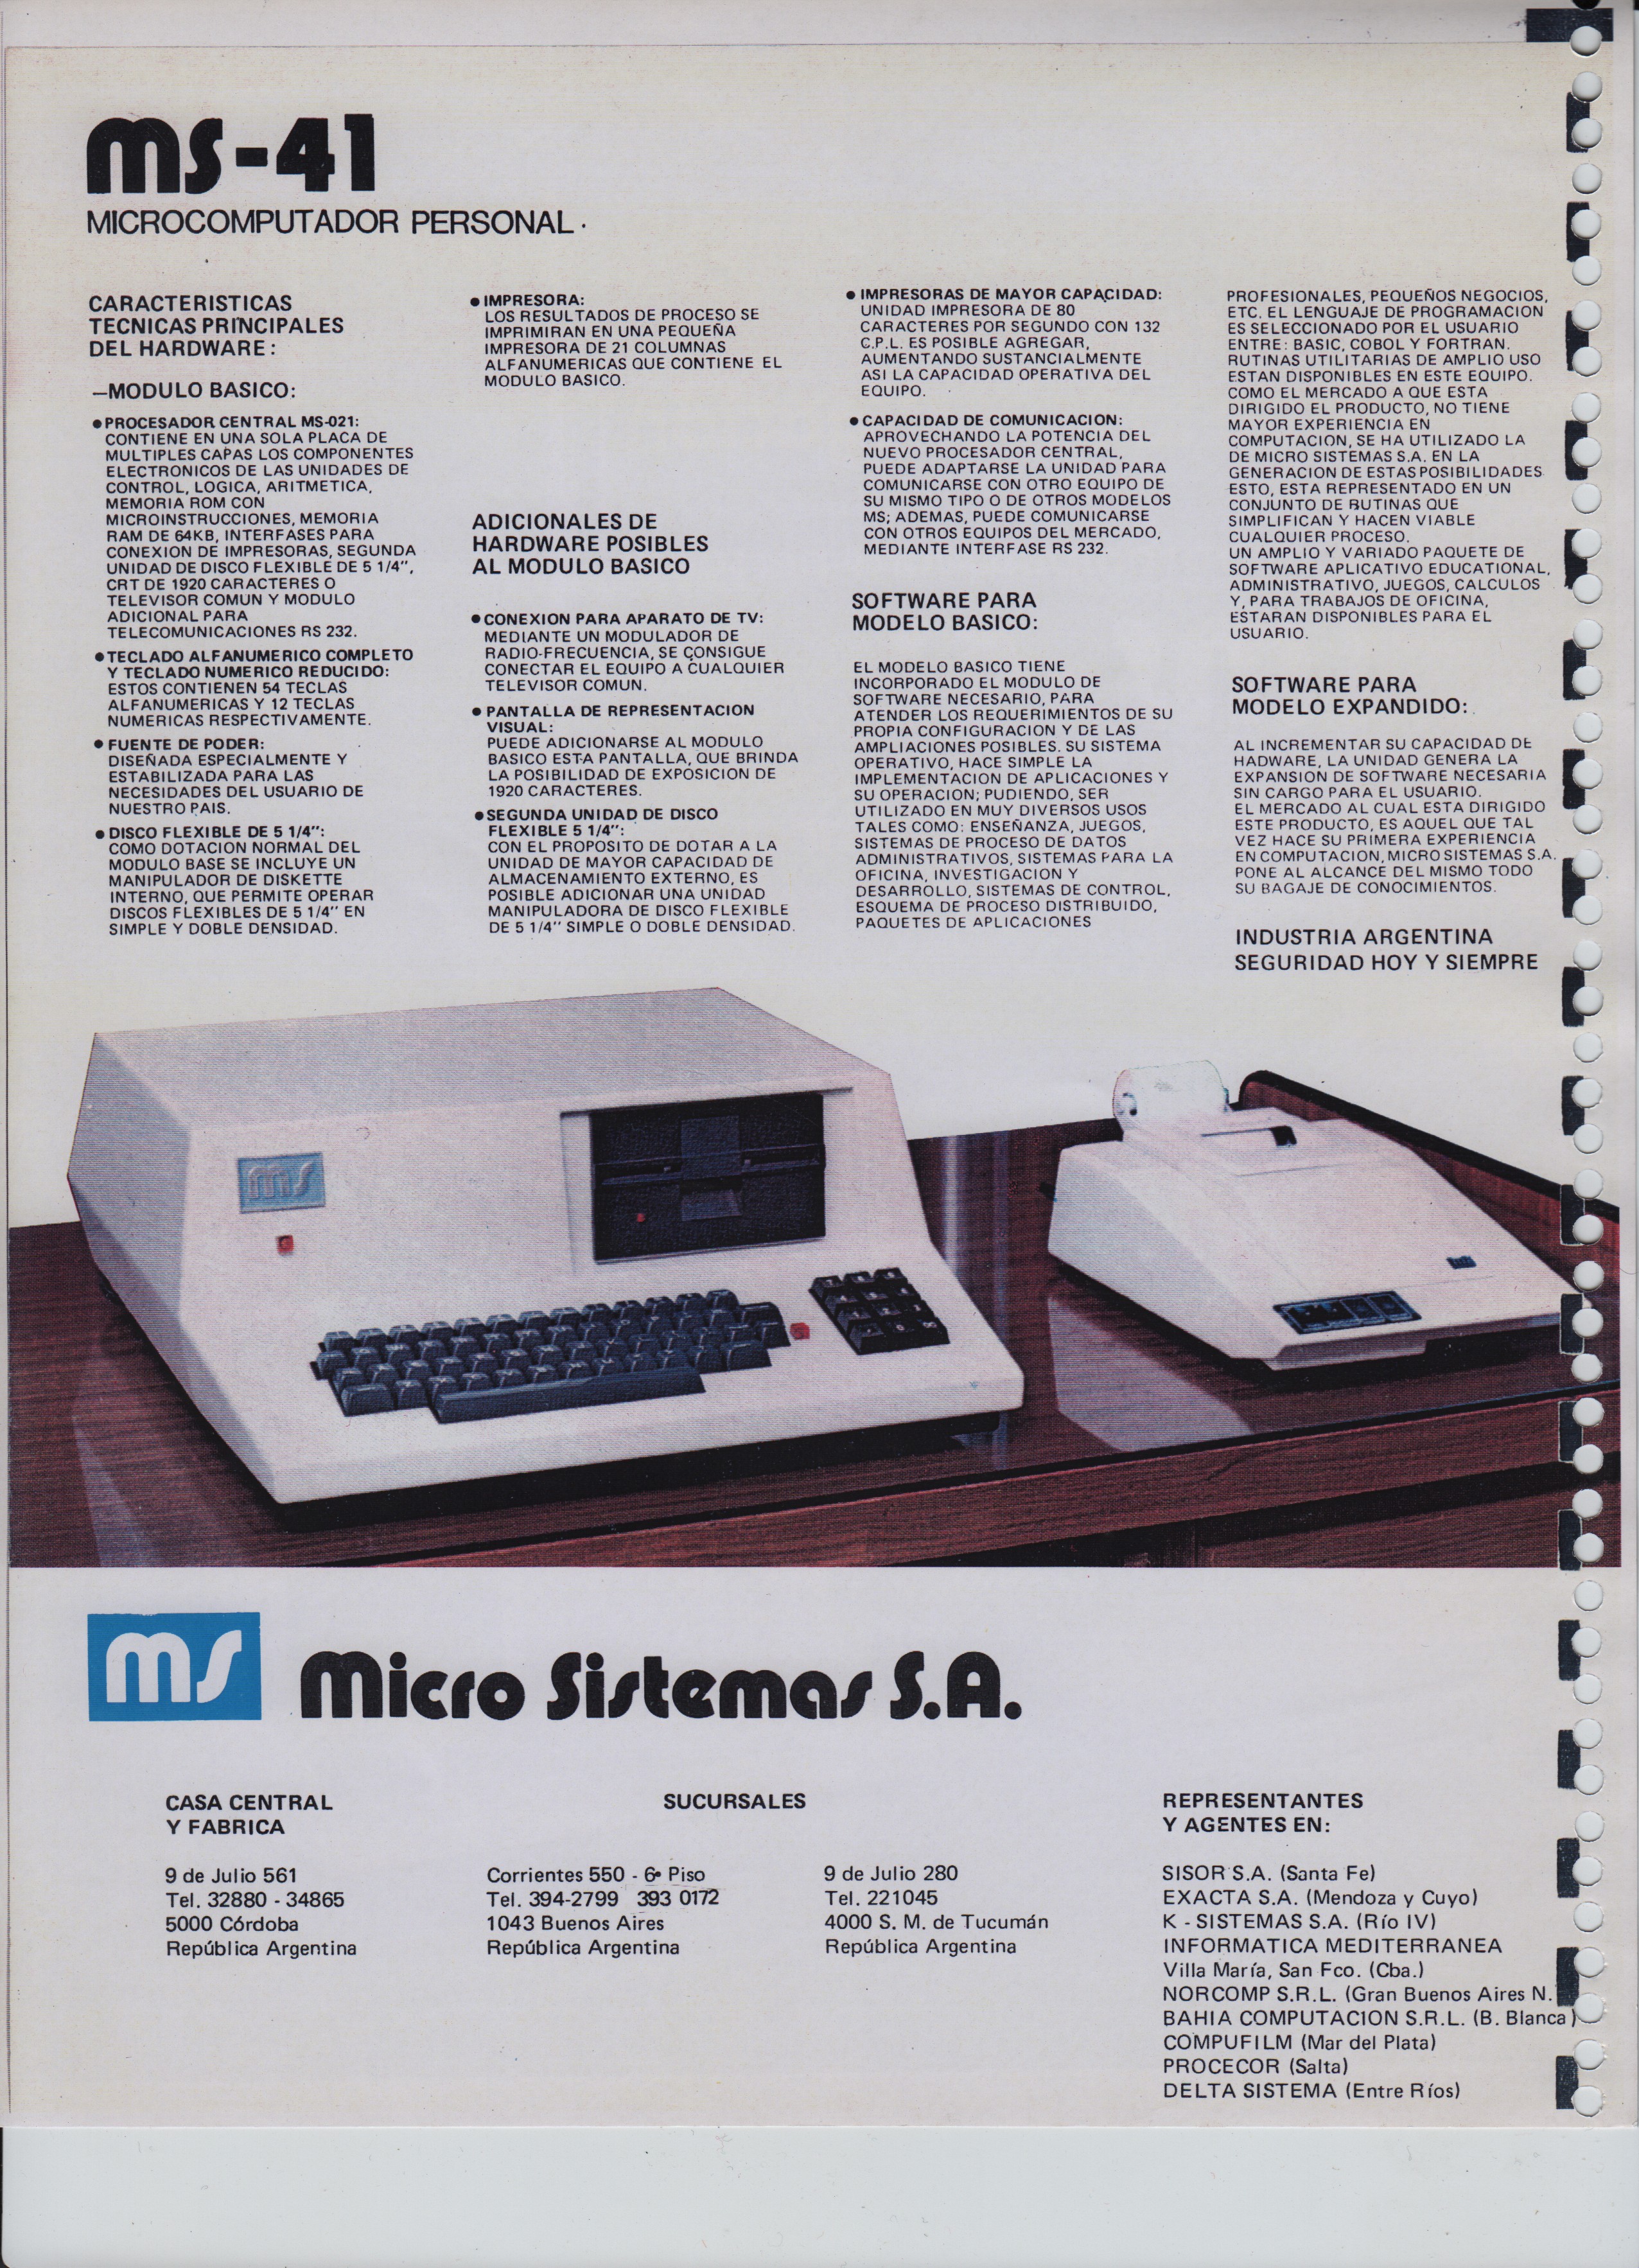 ms-41
MICROCOMPUTADOR PERSONAL.
CARACTERISTICAS
TECNICAS PRINCIPALES
DEL HARDWARE:
—MODULO BASICO:
● PROCESADOR CENTRAL MS-021:
CONTIENE EN UNA SOLA PLACA DE
MULTIPLES CAPAS LOS COMPONENTES
ELECTRONICOS DE LAS UNIDADES DE
CONTROL, LOGICA, ARITMETICA,
MEMORIA ROM CON
MICROINSTRUCCIONES, MEMORIA
RAM DE 64KB, INTERFASES PARA
CONEXION DE IMPRESORAS, SEGUNDA
UNIDAD DE DISCO FLEXIBLE DE 5 1/4",
CRT DE 1920 CARACTERES O
TELEVISOR COMUN Y MODULO
ADICIONAL PARA
TELECOMUNICACIONES RS 232.
● TECLADO ALFANUMERICO COMPLETO
Y TECLADO NUMERICO REDUCIDO:
ESTOS CONTIENEN 54 TECLAS
ALFANUMERICAS Y 12 TECLAS
NUMERICAS RESPECTIVAMENTE.
● FUENTE DE PODER:
DISEÑADA ESPECIALMENTE Y
ESTABILIZADA PARA LAS
NECESIDADES DEL USUARIO DE
NUESTRO PAIS.
● DISCO FLEXIBLE DE 5 1/4":
COMO DOTACION NORMAL DEL
MODULO BASE SE INCLUYE UN
MANIPULADOR DE DISKETTE
INTERNO, QUE PERMITE OPERAR
DISCOS FLEXIBLES DE 5 1/4" EN
SIMPLE Y DOBLE DENSIDAD.
● IMPRESORA:
LOS RESULTADOS DE PROCESO SE
IMPRIMIRAN EN UNA PEQUEÑA
IMPRESORA DE 21 COLUMNAS
ALFANUMERICAS QUE CONTIENE EL
MODULO BASICO.
ADICIONALES DE
HARDWARE POSIBLES
AL MODULO BASICO
● CONEXION PARA APARATO DE TV:
MEDIANTE UN MODULADOR DE
RADIO-FRECUENCIA, SE CONSIGUE
CONECTAR EL EQUIPO A CUALQUIER
TELEVISOR COMUN.
● PANTALLA DE REPRESENTACION
VISUAL:
PUEDE ADICIONARSE AL MODULO
BASICO ESTA PANTALLA, QUE BRINDA
LA POSIBILIDAD DE EXPOSICION DE
1920 CARACTERES.
● SEGUNDA UNIDAD DE DISCO
FLEXIBLE 5 1/4":
CON EL PROPOSITO DE DOTAR A LA
UNIDAD DE MAYOR CAPACIDAD DE
ALMACENAMIENTO EXTERNO, ES
POSIBLE ADICIONAR UNA UNIDAD
MANIPULADORA DE DISCO FLEXIBLE
DE 5 1/4" SIMPLE O DOBLE DENSIDAD.
● IMPRESORAS DE MAYOR CAPACIDAD:
UNIDAD IMPRESORA DE 80
CARACTERES POR SEGUNDO CON 132
C.P.L. ES POSIBLE AGREGAR,
AUMENTANDO SUSTANCIALMENTE
ASI LA CAPACIDAD OPERATIVA DEL
EQUIPO.
● CAPACIDAD DE COMUNICACION:
APROVECHANDO LA POTENCIA DEL
NUEVO PROCESADOR CENTRAL,
PUEDE ADAPTARSE LA UNIDAD PARA
COMUNICARSE CON OTRO EQUIPO DE
SU MISMO TIPO O DE OTROS MODELOS
MS; ADEMAS, PUEDE COMUNICARSE
CON OTROS EQUIPOS DEL MERCADO,
MEDIANTE INTERFASE RS 232.
SOFTWARE PARA
MODELO BASICO:
EL MODELO BASICO TIENE
INCORPORADO EL MODULO DE
SOFTWARE NECESARIO, PARA
ATENDER LOS REQUERIMIENTOS DE SU
PROPIA CONFIGURACION Y DE LAS
AMPLIACIONES POSIBLES. SU SISTEMA
OPERATIVO, HACE SIMPLE LA
IMPLEMENTACION DE APLICACIONES Y
SU OPERACION; PUDIENDO, SER
UTILIZADO EN MUY DIVERSOS USOS
TALES COMO: ENSEÑANZA, JUEGOS,
SISTEMAS DE PROCESO DE DATOS
ADMINISTRATIVOS, SISTEMAS PARA LA
OFICINA, INVESTIGACION Y
DESARROLLO, SISTEMAS DE CONTROL,
ESQUEMA DE PROCESO DISTRIBUIDO,
PAQUETES DE APLICACIONES
PROFESIONALES, PEQUEÑOS NEGOCIOS,
ETC. EL LENGUAJE DE PROGRAMACION
ES SELECCIONADO POR EL USUARIO
ENTRE: BASIC, COBOL Y FORTRAN.
RUTINAS UTILITARIAS DE AMPLIO USO
ESTAN DISPONIBLES EN ESTE EQUIPO.
COMO EL MERCADO A QUE ESTA
DIRIGIDO EL PRODUCTO, NO TIENE
MAYOR EXPERIENCIA EN
COMPUTACION, SE HA UTILIZADO LA
DE MICRO SISTEMAS S.A. EN LA
GENERACION DE ESTAS POSIBILIDADES
ESTO, ESTA REPRESENTADO EN UN
CONJUNTO DE RUTINAS QUE
SIMPLIFICAN Y HACEN VIABLE
CUALQUIER PROCESO.
UN AMPLIO Y VARIADO PAQUETE DE
SOFTWARE APLICATIVO EDUCATIONAL,
ADMINISTRATIVO, JUEGOS, CALCULOS
Y, PARA TRABAJOS DE OFICINA,
ESTARAN DISPONIBLES PARA EL
USUARIO.
SOFTWARE PARA
MODELO EXPANDIDO:
AL INCREMENTAR SU CAPACIDAD DE
HADWARE, LA UNIDAD GENERA LA
EXPANSION DE SOFTWARE NECESARIA
SIN CARGO PARA EL USUARIO.
EL MERCADO AL CUAL ESTA DIRIGIDO
ESTE PRODUCTO, ES AQUEL QUE TAL
VEZ HACE SU PRIMERA EXPERIENCIA
EN COMPUTACION, MICRO SISTEMAS S.A.
PONE AL ALCANCE DEL MISMO TODO
SU BAGAJE DE CONOCIMIENTOS.
INDUSTRIA ARGENTINA
SEGURIDAD HOY Y SIEMPRE
ms
ms Micro Sistemas S.A.
CASA CENTRAL
Y FABRICA
9 de Julio 561
Tel. 32880 - 34865
5000 Córdoba
República Argentina
SUCURSALES
Corrientes 550 - 6º Piso
Tel. 394-2799 393 0172
1043 Buenos Aires
República Argentina
9 de Julio 280
Tel. 221045
4000 S. M. de Tucumán
República Argentina
REPRESENTANTES
Y AGENTES EN:
SISOR S.A. (Santa Fe)
EXACTA S.A. (Mendoza y Cuyo)
K - SISTEMAS S.A. (Río IV)
INFORMATICA MEDITERRANEA
Villa María, San Fco. (Cba.)
NORCOMP S.R.L. (Gran Buenos Aires N.
BAHIA COMPUTACION S.R.L. (B. Blanca)
COMPUFILM (Mar del Plata)
PROCECOR (Salta)
DELTA SISTEMA (Entre Ríos)